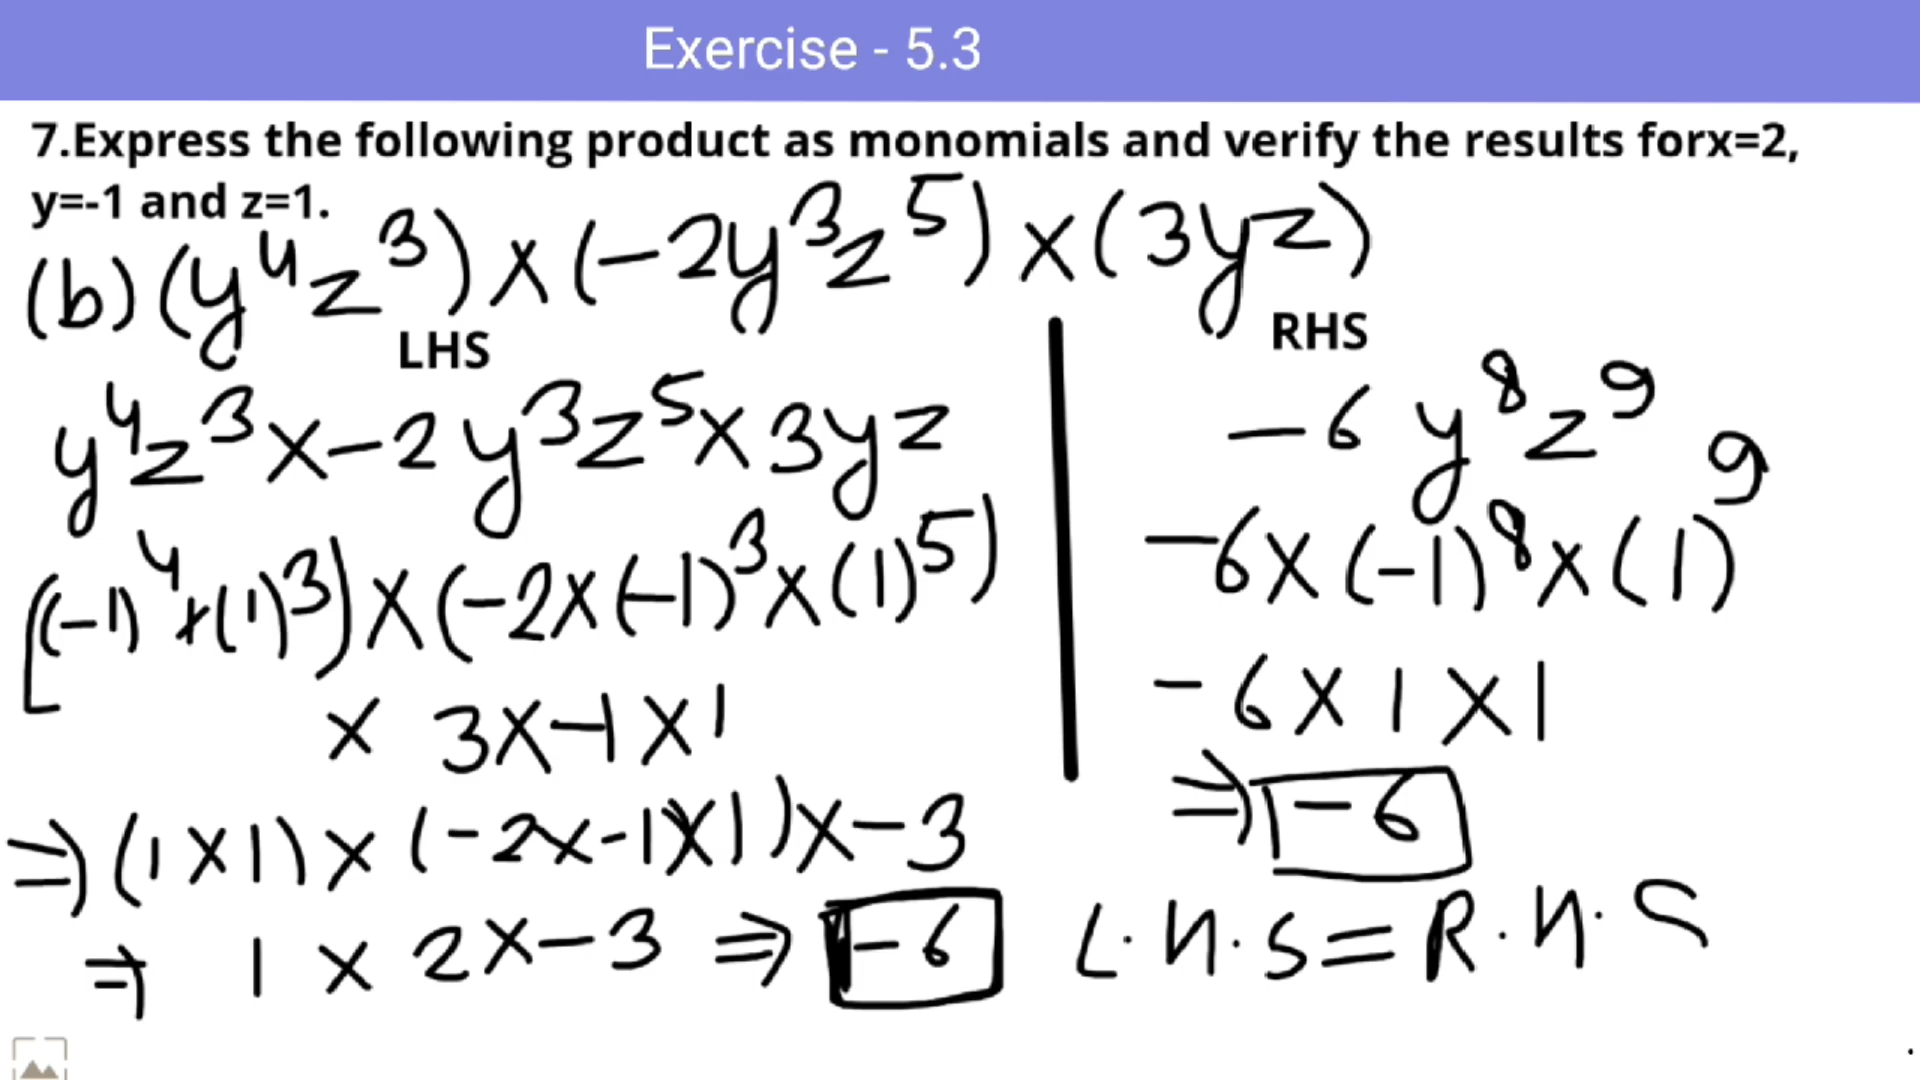 Exercise - 5.3
7.Express the following product as monomials and verify the results forx=2,
y=-1 and z=1.
(b) (y⁴z³) × (-2y³z⁵) × (3yz)
LHS
y⁴z³ × -2y³z⁵ × 3yz
[(-1)⁴ × (1)³) × (-2 × (-1)³ × (1)⁵)
× 3 × -1 × 1
⇒ (1 × 1) × (-2 × -1 × 1) × -3
⇒ 1 × 2 × -3 ⇒ -6
RHS
-6 y⁸z⁹
-6 × (-1)⁸ × (1)⁹
-6 × 1 × 1
⇒ -6
L.H.S = R.H.S